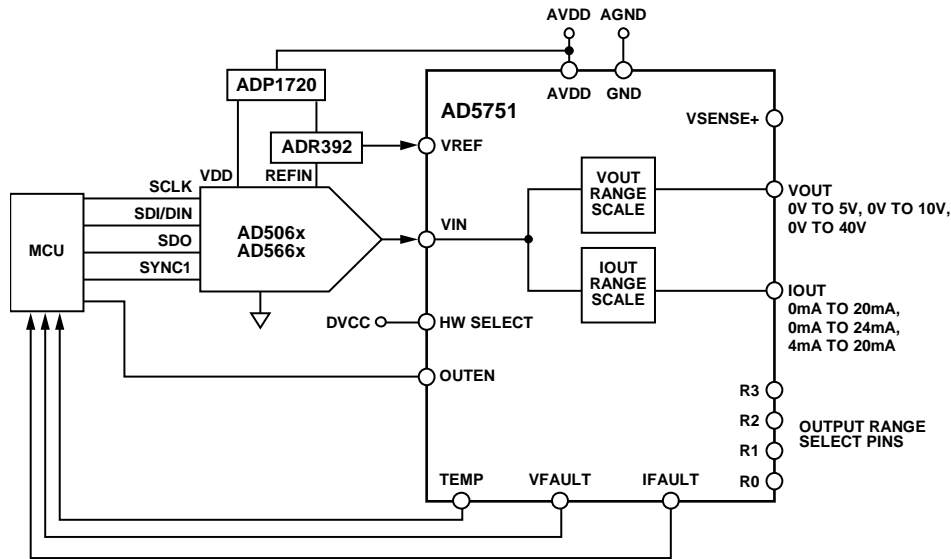 AVDD AGND
ADP1720
AVDD GND
AD5751
VSENSE+
ADR392
VREF
VDD REFIN
SCLK
SDI/DIN
SDO
SYNC1
MCU
AD506x
AD566x
VIN
VOUT
RANGE
SCALE
VOUT
0V TO 5V, 0V TO 10V,
0V TO 40V
IOUT
RANGE
SCALE
IOUT
0mA TO 20mA,
0mA TO 24mA,
4mA TO 20mA
DVCC HW SELECT
OUTEN
R3
R2
R1
R0
OUTPUT RANGE
SELECT PINS
TEMP VFAULT IFAULT